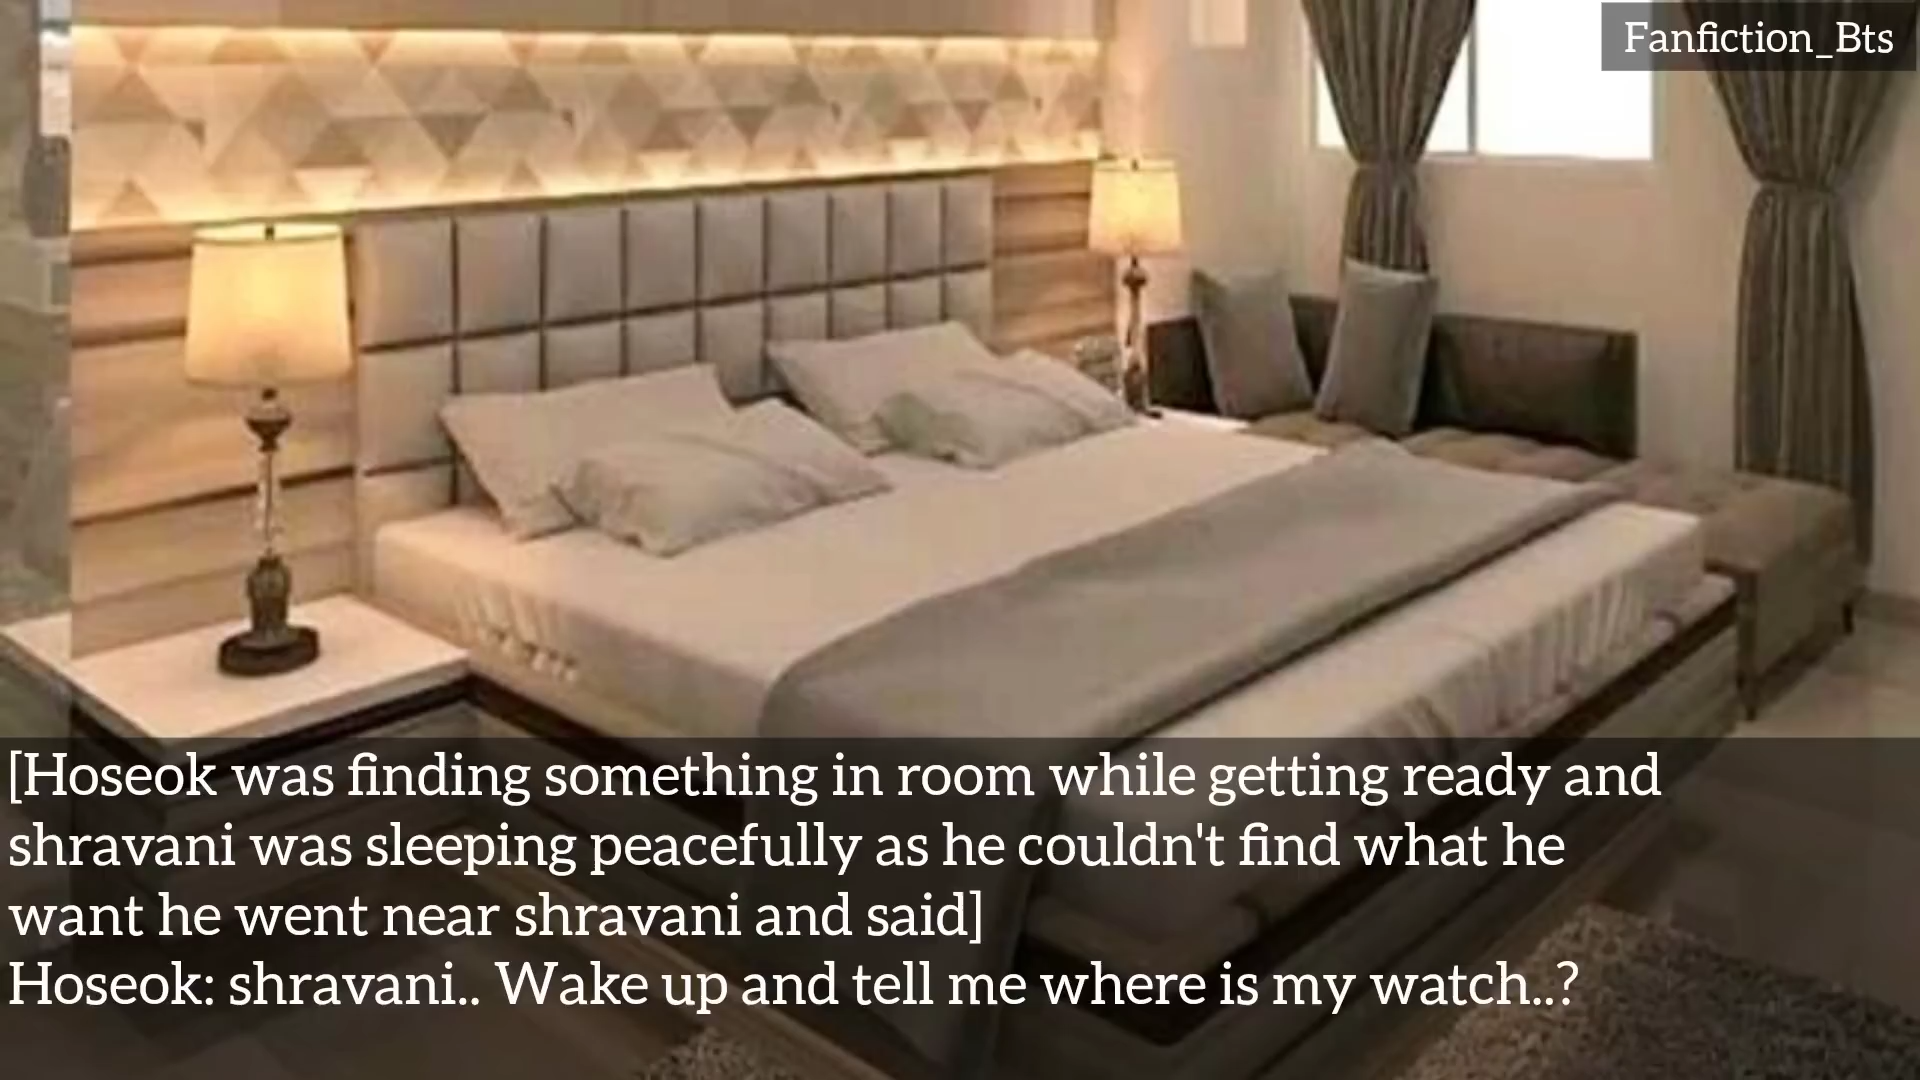 Fanfiction_Bts
[Hoseok was finding something in room while getting ready and
shravani was sleeping peacefully as he couldn't find what he
want he went near shravani and said]
Hoseok: shravani.. Wake up and tell me where is my watch..?